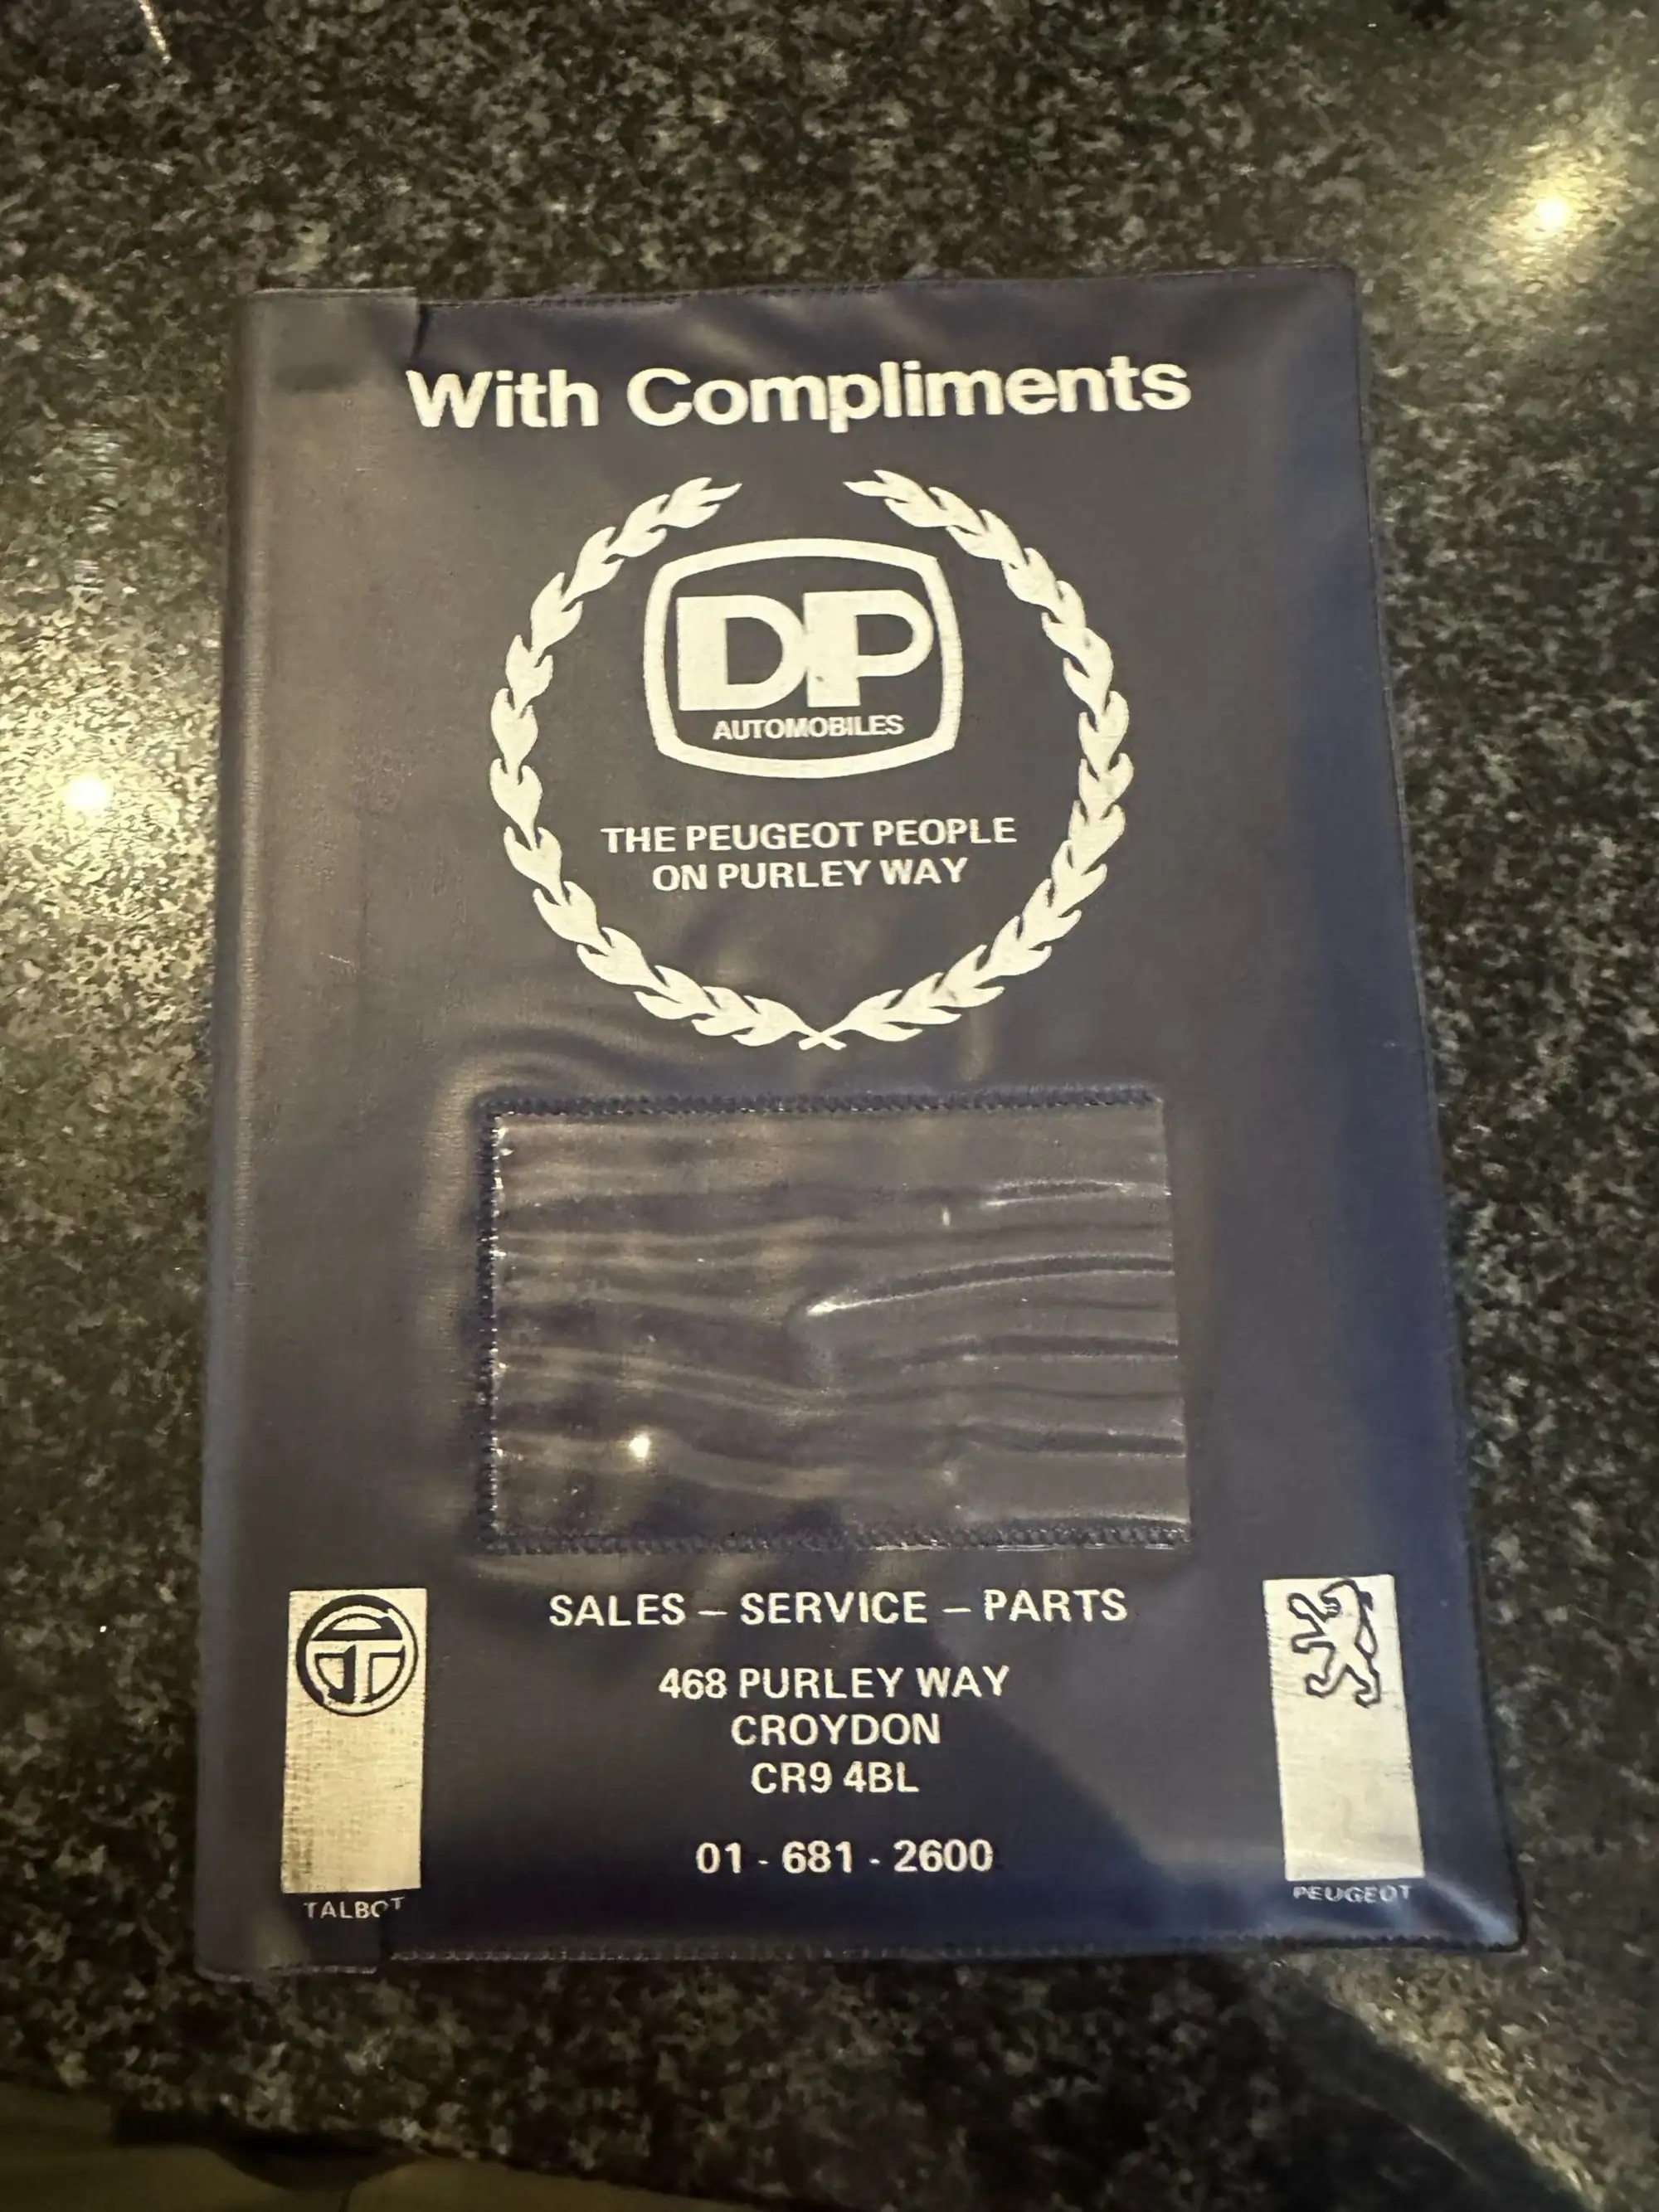 With Compliments
DP
AUTOMOBILES
THE PEUGEOT PEOPLE
ON PURLEY WAY
SALES – SERVICE – PARTS
468 PURLEY WAY
CROYDON
CR9 4BL
01 - 681 - 2600
TALBOT
PEUGEOT